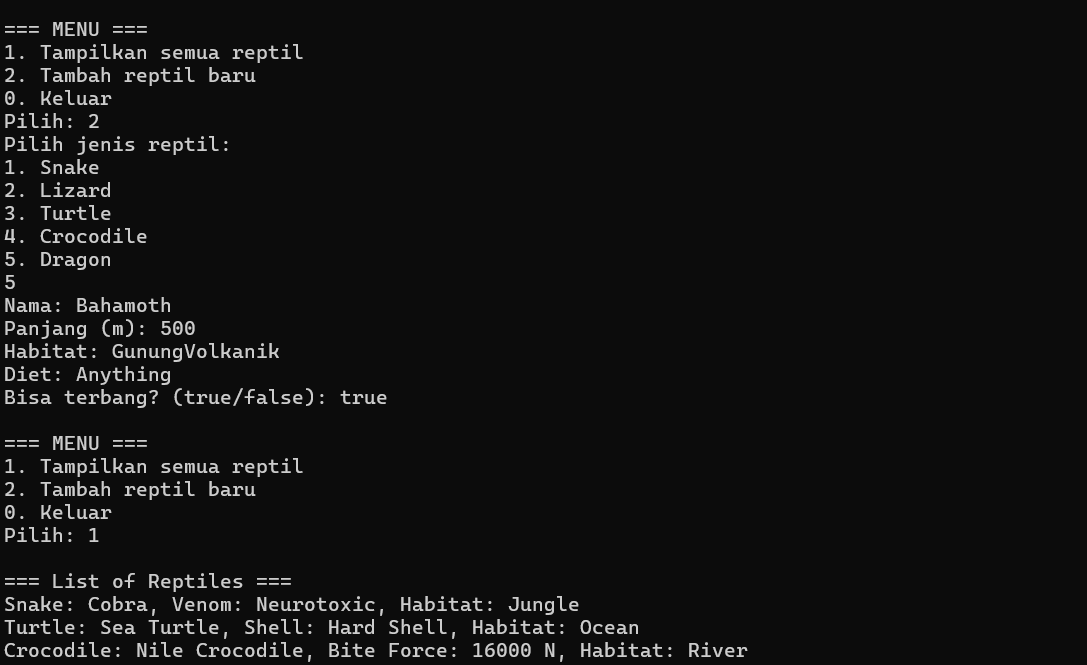 === MENU ===
1. Tampilkan semua reptil
2. Tambah reptil baru
0. Keluar
Pilih: 2
Pilih jenis reptil:
1. Snake
2. Lizard
3. Turtle
4. Crocodile
5. Dragon
5
Nama: Bahamoth
Panjang (m): 500
Habitat: GunungVolkanik
Diet: Anything
Bisa terbang? (true/false): true
=== MENU ===
1. Tampilkan semua reptil
2. Tambah reptil baru
0. Keluar
Pilih: 1
=== List of Reptiles ===
Snake: Cobra, Venom: Neurotoxic, Habitat: Jungle
Turtle: Sea Turtle, Shell: Hard Shell, Habitat: Ocean
Crocodile: Nile Crocodile, Bite Force: 16000 N, Habitat: River